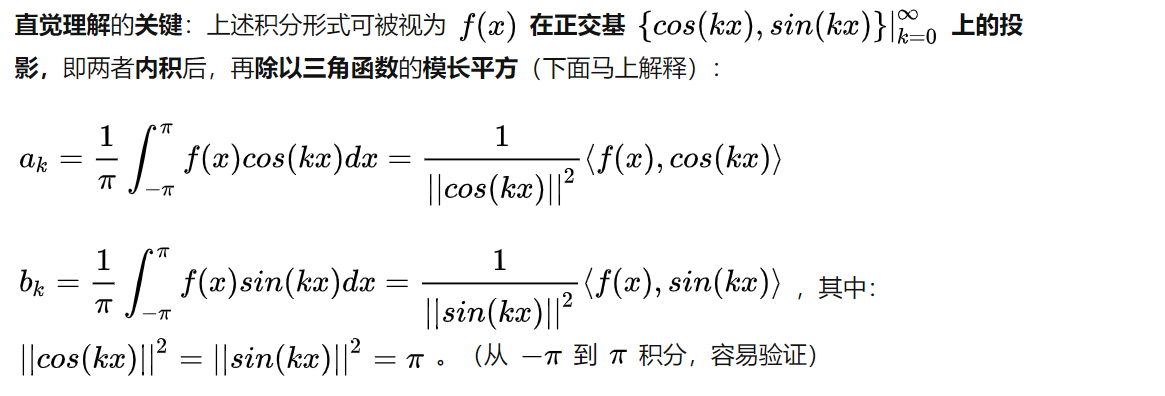 直觉理解的关键：上述积分形式可被视为 $f(x)$ 在正交基 $\{cos(kx), sin(kx)\}|_{k=0}^{\infty}$ 上的投
影，即两者内积后，再除以三角函数的模长平方（下面马上解释）：
$a_k = \frac{1}{\pi} \int_{-\pi}^{\pi} f(x)cos(kx)dx = \frac{1}{||cos(kx)||^2} \langle f(x), cos(kx) \rangle$
$b_k = \frac{1}{\pi} \int_{-\pi}^{\pi} f(x)sin(kx)dx = \frac{1}{||sin(kx)||^2} \langle f(x), sin(kx) \rangle$ ，其中：
$||cos(kx)||^2 = ||sin(kx)||^2 = \pi$ 。（从 $-\pi$ 到 $\pi$ 积分，容易验证）